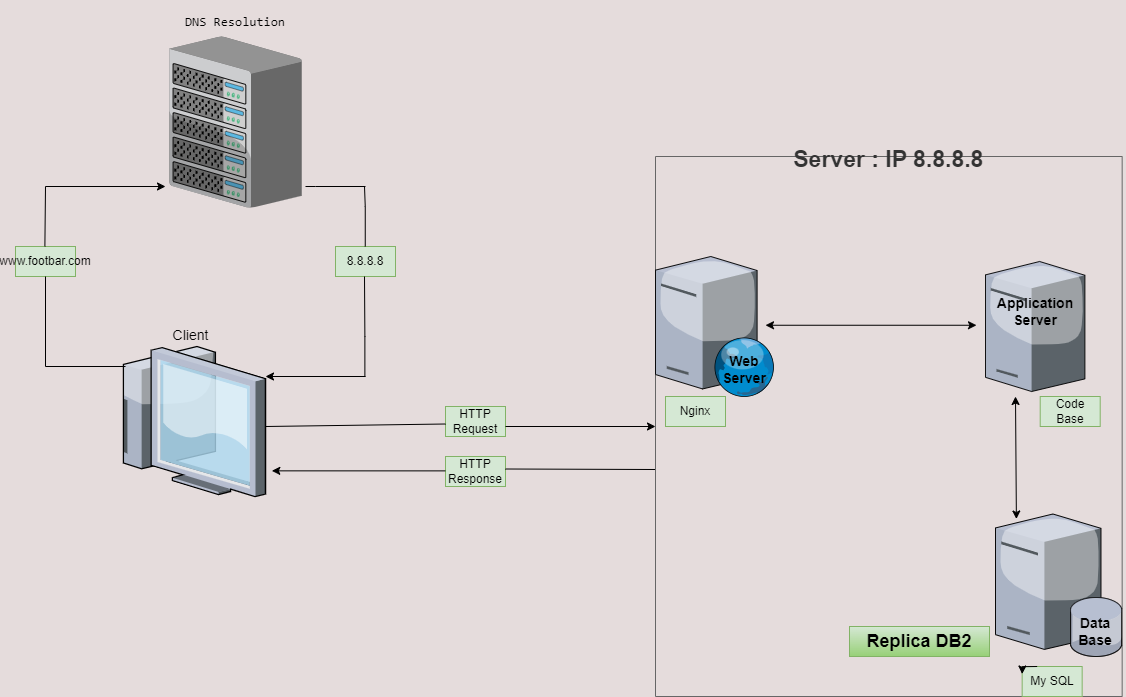 DNS Resolution
Server : IP 8.8.8.8
www.footbar.com
8.8.8.8
Client
Application
Server
Web
Server
HTTP
Request
Nginx
Code
Base
HTTP
Response
Data
Base
Replica DB2
My SQL